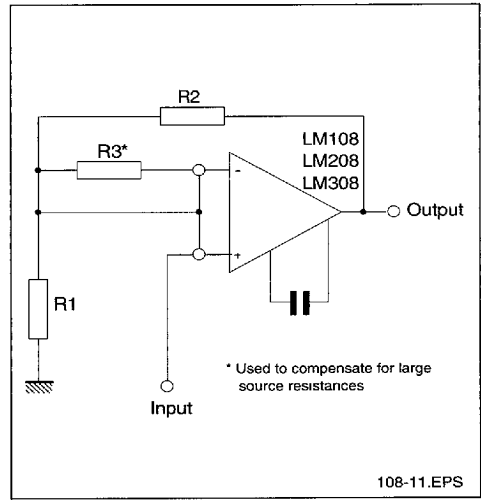 R2
LM108
LM208
LM308
R3*
-
+
Output
R1
* Used to compensate for large
source resistances
Input
108-11.EPS